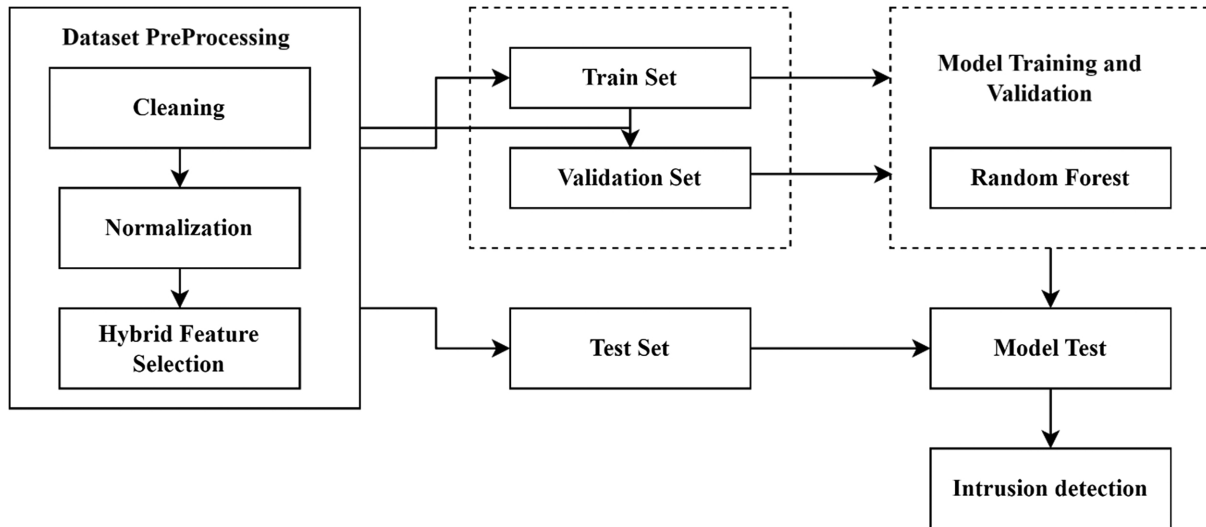 Dataset PreProcessing
Cleaning
Normalization
Hybrid Feature
Selection
Train Set
Validation Set
Test Set
Model Training and
Validation
Random Forest
Model Test
Intrusion detection